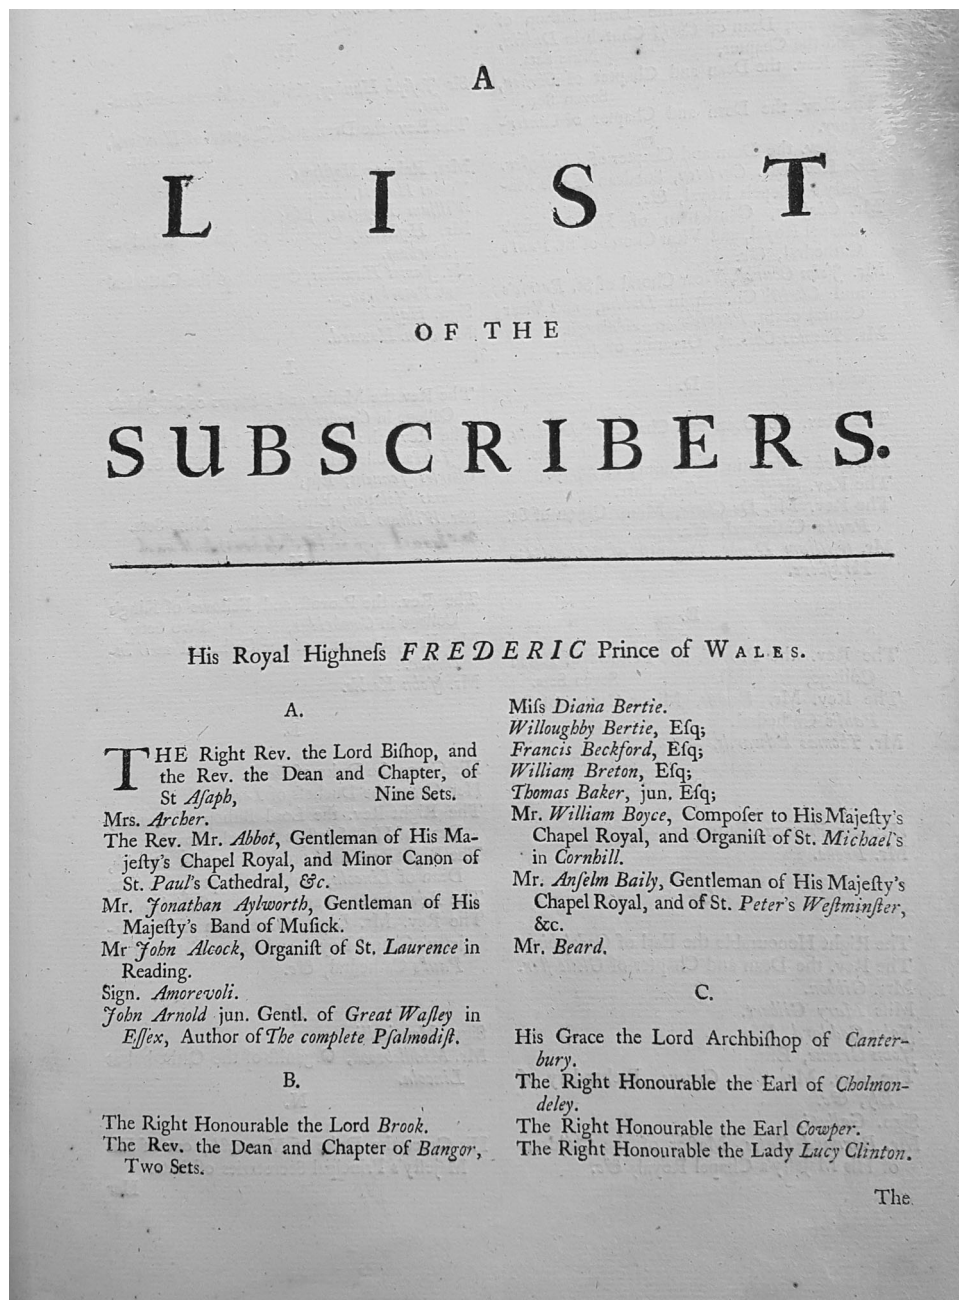 A
LIST
OF THE
SUBSCRIBERS.
His Royal Highneſs FREDERIC Prince of WALES.
A.
THE Right Rev. the Lord Biſhop, and
the Rev. the Dean and Chapter, of
St Aſaph, Nine Sets.
Mrs. Archer.
The Rev. Mr. Abbot, Gentleman of His Ma-
jeſty's Chapel Royal, and Minor Canon of
St. Paul's Cathedral, &c.
Mr. Jonathan Aylworth, Gentleman of His
Majeſty's Band of Muſick.
Mr John Alcock, Organiſt of St. Laurence in
Reading.
Sign. Amorevoli.
John Arnold jun. Gentl. of Great Waſley in
Eſſex, Author of The complete Pſalmodiſt.
B.
The Right Honourable the Lord Brook.
The Rev. the Dean and Chapter of Bangor,
Two Sets.
Miſs Diana Bertie.
Willoughby Bertie, Eſq;
Francis Beckford, Eſq;
William Breton, Eſq;
Thomas Baker, jun. Eſq;
Mr. William Boyce, Compoſer to His Majeſty's
Chapel Royal, and Organiſt of St. Michael's
in Cornhill.
Mr. Anſelm Baily, Gentleman of His Majeſty's
Chapel Royal, and of St. Peter's Weſtminſter,
&c.
Mr. Beard.
C.
His Grace the Lord Archbiſhop of Canter-
bury.
The Right Honourable the Earl of Cholmon-
deley.
The Right Honourable the Earl Cowper.
The Right Honourable the Lady Lucy Clinton.
The